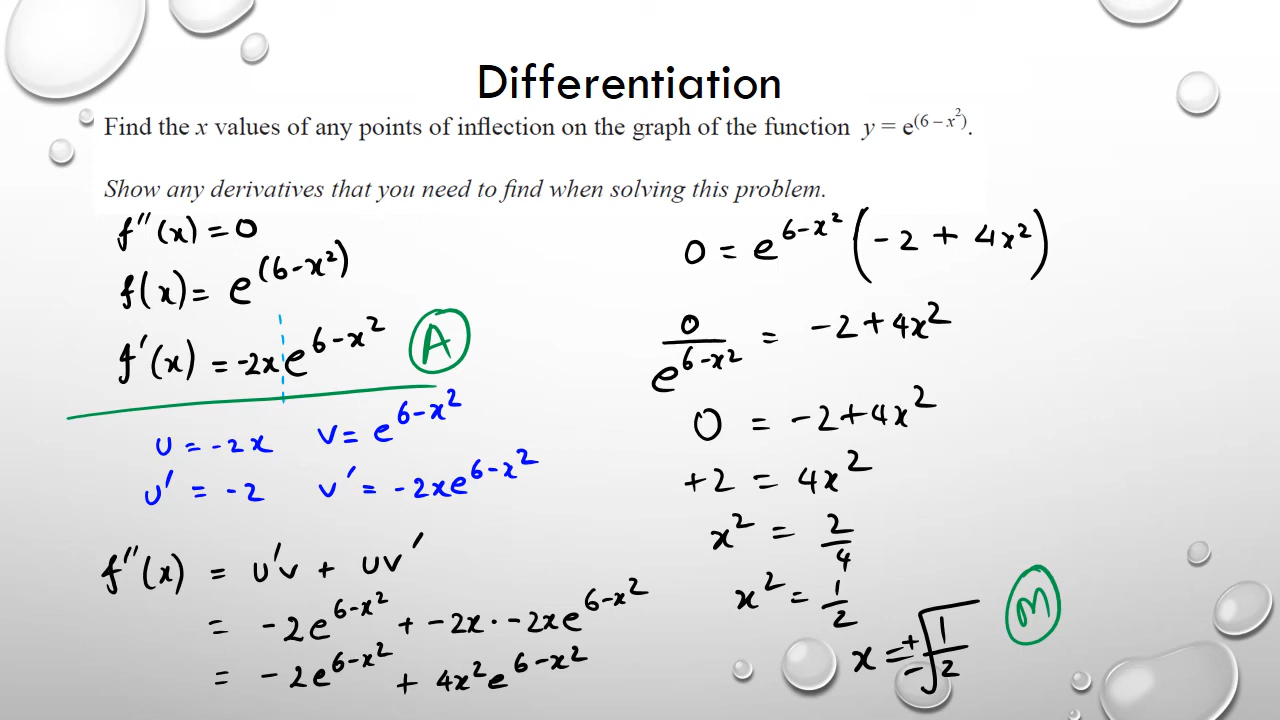 Differentiation
Find the x values of any points of inflection on the graph of the function y = e^(6 – x²).
Show any derivatives that you need to find when solving this problem.
f''(x) = 0
f(x) = e^(6-x²)
f'(x) = -2xe^6-x² A
u = -2x v = e^6-x²
u' = -2 v' = -2xe^6-x²
f''(x) = u'v + uv'
= -2e^6-x² + -2x · -2xe^6-x²
= -2e^6-x² + 4x²e^6-x²
0 = e^6-x² (-2 + 4x²)
0/e^6-x² = -2+4x²
0 = -2+4x²
+2 = 4x²
x² = 2/4
x² = 1/2
x = ±√1/2 M